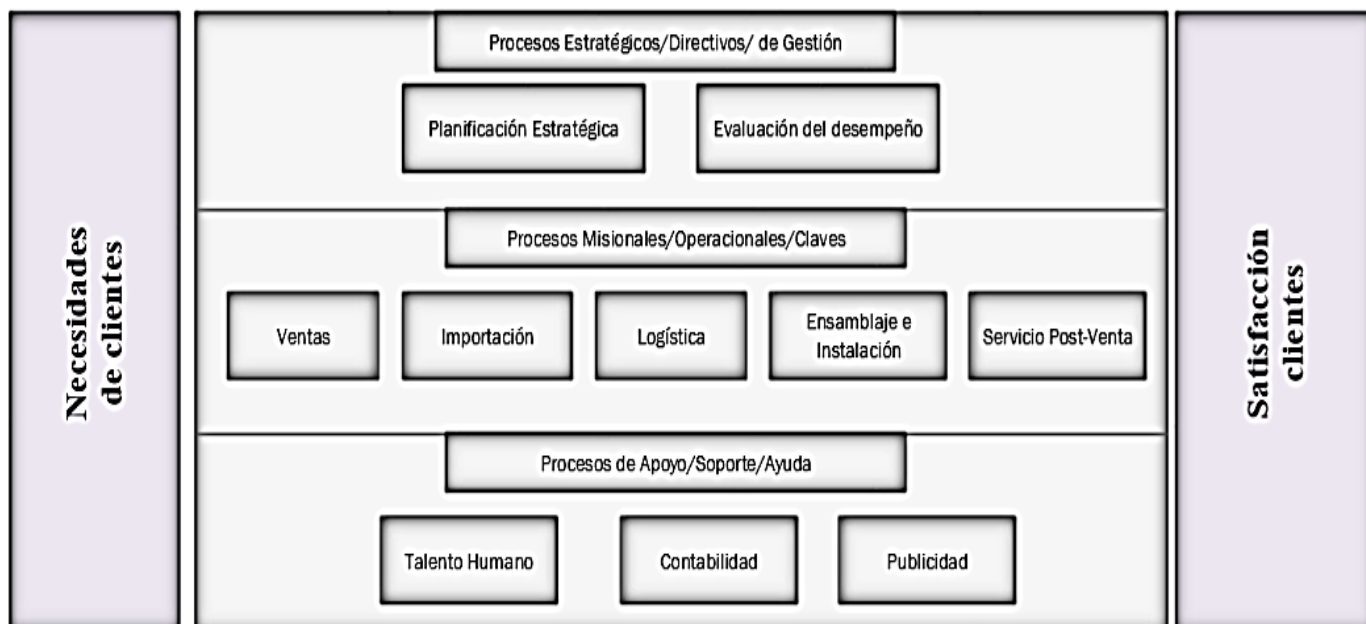 Procesos Estratégicos/Directivos/ de Gestión
Planificación Estratégica
Evaluación del desempeño
Necesidades
de clientes
Procesos Misionales/Operacionales/Claves
Ventas
Importación
Logística
Ensamblaje e
Instalación
Servicio Post-Venta
Satisfacción
clientes
Procesos de Apoyo/Soporte/Ayuda
Talento Humano
Contabilidad
Publicidad